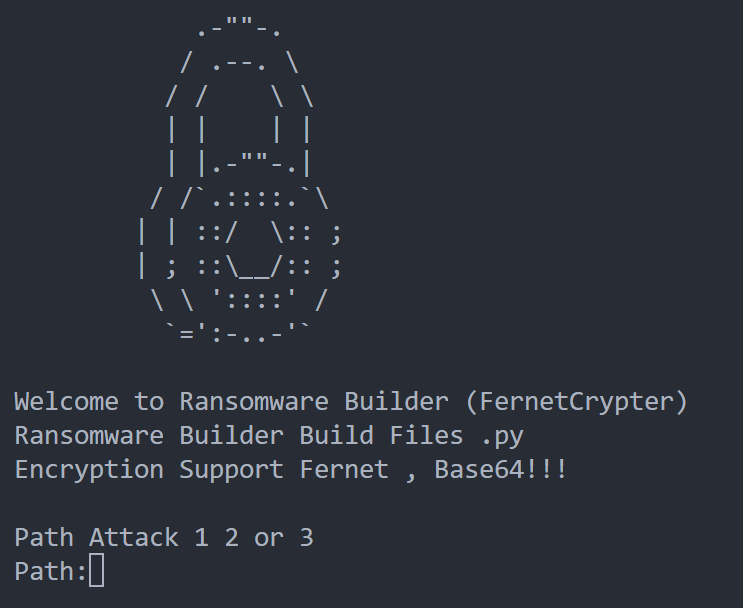 Welcome to Ransomware Builder (FernetCrypter)
Ransomware Builder Build Files .py
Encryption Support Fernet , Base64!!!
Path Attack 1 2 or 3
Path: